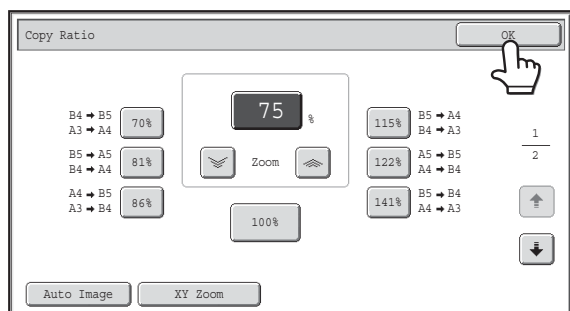 Copy Ratio
OK
B4 ➡ B5
A3 ➡ A4
70%
B5 ➡ A5
B4 ➡ A4
81%
A4 ➡ B5
A3 ➡ B4
86%
75 %
Zoom
100%
115%
B5 ➡ A4
B4 ➡ A3
122%
A5 ➡ B5
A4 ➡ B4
141%
B5 ➡ B4
A4 ➡ A3
1
2
Auto Image
XY Zoom